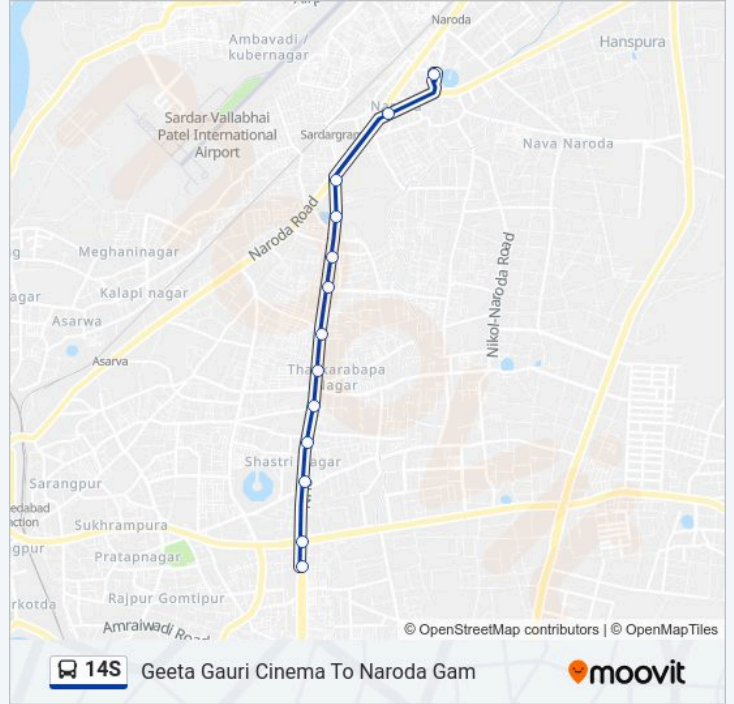 Naroda
Ambavadi /
kubernagar
Hanspura
Sardar Vallabhai
Patel International
Airport
Sardargram
Nava Naroda
Naroda Road
Meghaninagar
Kalapi nagar
Nikol-Naroda Road
Asarwa
Asarva
Nagar
Shastri Nagar
Sarangpur
Sukhrampura
Pratapnagar
Rajpur Gomtipur
Amraiwadi Road
© OpenStreetMap contributors | © OpenMapTiles
14S Geeta Gauri Cinema To Naroda Gam moovit